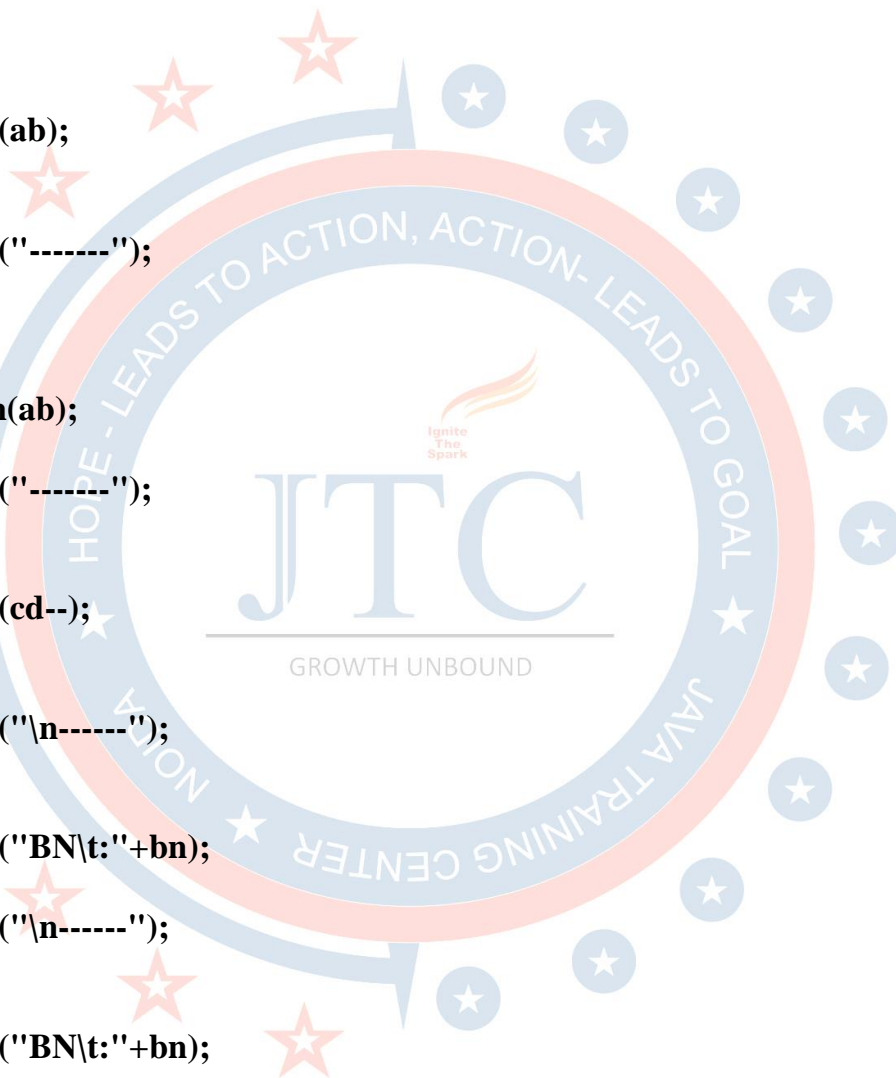 (ab);
("-------");
n(ab);
("-------");
(cd--);
("\n------");
("BN\t:"+bn);
("\n------");
("BN\t:"+bn);
HOPE - LEADS TO ACTION, ACTION- LEADS TO GOAL
Ignite
The
Spark
JTC
GROWTH UNBOUND
NOIDA ★ JAVA TRAINING CENTER